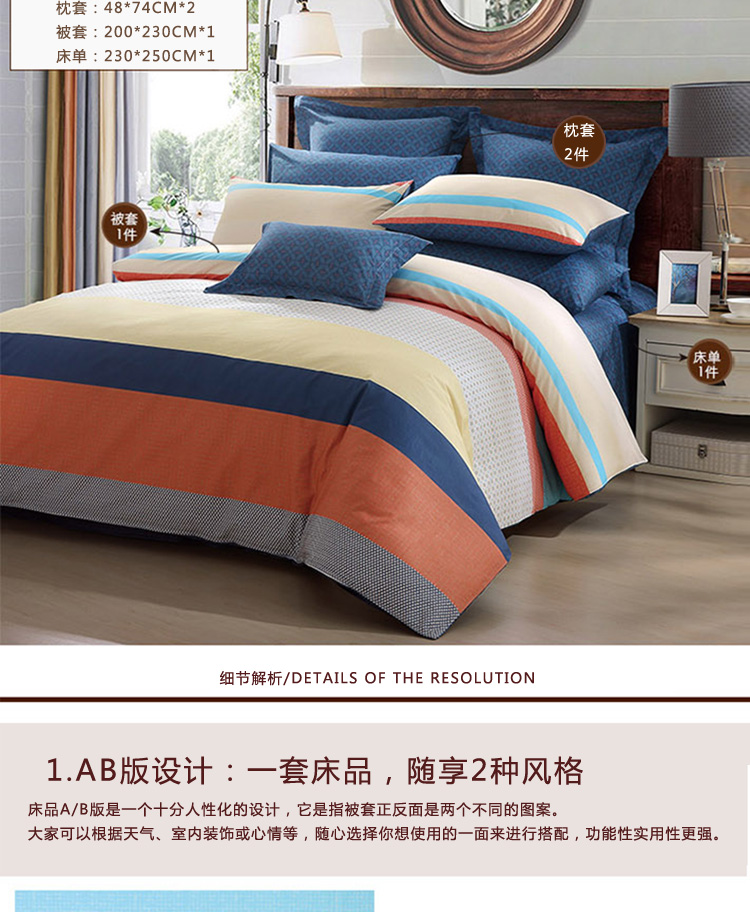 枕套：48*74CM*2
被套：200*230CM*1
床单：230*250CM*1
枕套
2件
被套
1件
床单
1件
细节解析/DETAILS OF THE RESOLUTION
1.AB版设计：一套床品，随享2种风格
床品A/B版是一个十分人性化的设计，它是指被套正反面是两个不同的图案。
大家可以根据天气、室内装饰或心情等，随心选择你想使用的一面来进行搭配，功能性实用性更强。